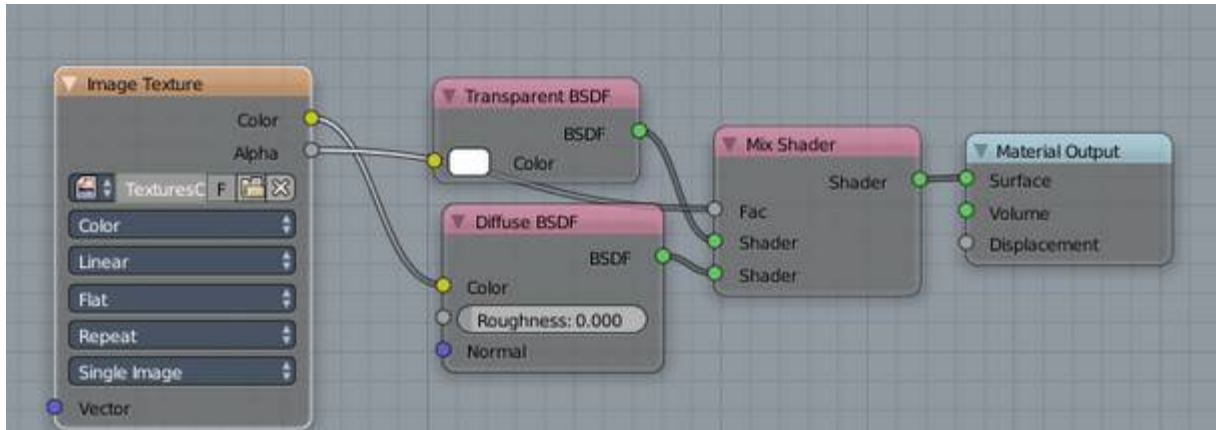 Image Texture
Color
Alpha
TexturesC F
Color
Linear
Flat
Repeat
Single Image
Vector
Transparent BSDF
BSDF
Color
Diffuse BSDF
BSDF
Color
Roughness: 0.000
Normal
Mix Shader
Shader
Fac
Shader
Shader
Material Output
Surface
Volume
Displacement